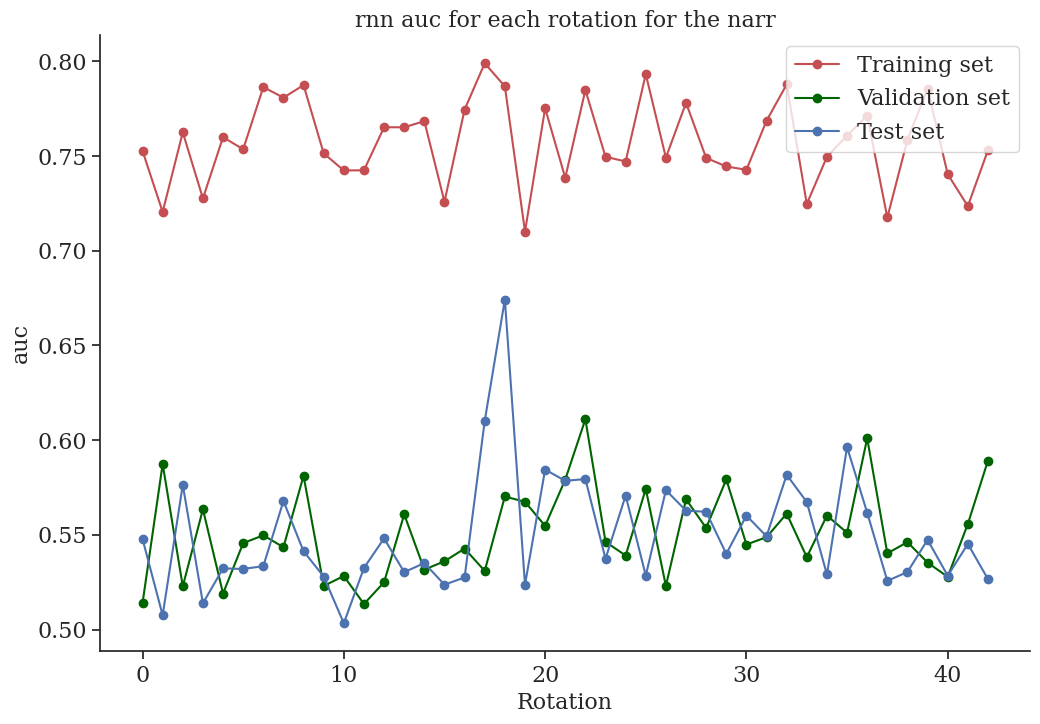 rnn auc for each rotation for the narr
0.80
0.75
0.70
0.65
0.60
0.55
0.50
auc
Training set
Validation set
Test set
0 10 20 30 40
Rotation